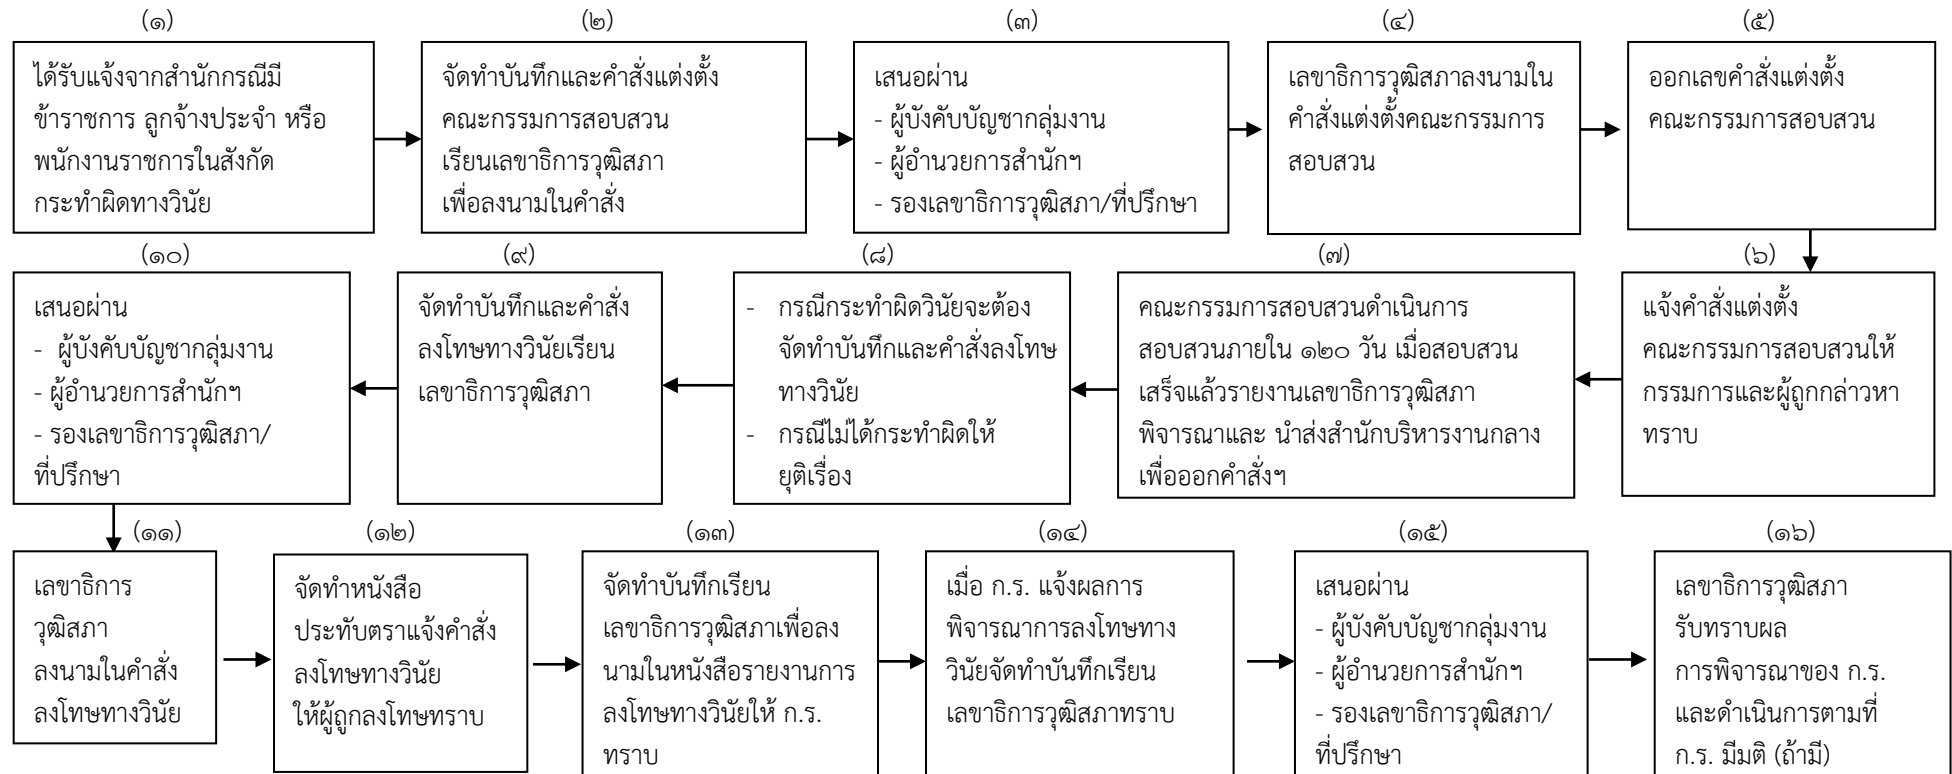 (๑)
ได้รับแจ้งจากสำนักกรณีมี
ข้าราชการ ลูกจ้างประจำ หรือ
พนักงานราชการในสังกัด
กระทำผิดทางวินัย
(๒)
จัดทำบันทึกและคำสั่งแต่งตั้ง
คณะกรรมการสอบสวน
เรียนเลขาธิการวุฒิสภา
เพื่อลงนามในคำสั่ง
(๓)
เสนอผ่าน
- ผู้บังคับบัญชากลุ่มงาน
- ผู้อำนวยการสำนักฯ
- รองเลขาธิการวุฒิสภา/ที่ปรึกษา
(๔)
เลขาธิการวุฒิสภาลงนามใน
คำสั่งแต่งตั้งคณะกรรมการ
สอบสวน
(๕)
ออกเลขคำสั่งแต่งตั้ง
คณะกรรมการสอบสวน
(๖)
แจ้งคำสั่งแต่งตั้ง
คณะกรรมการสอบสวนให้
กรรมการและผู้ถูกกล่าวหา
ทราบ
(๗)
คณะกรรมการสอบสวนดำเนินการ
สอบสวนภายใน ๑๒๐ วัน เมื่อสอบสวน
เสร็จแล้วรายงานเลขาธิการวุฒิสภา
พิจารณาและ นำส่งสำนักบริหารงานกลาง
เพื่อออกคำสั่งฯ
(๘)
- กรณีกระทำผิดวินัยจะต้อง
จัดทำบันทึกและคำสั่งลงโทษ
ทางวินัย
- กรณีไม่ได้กระทำผิดให้
ยุติเรื่อง
(๙)
จัดทำบันทึกและคำสั่ง
ลงโทษทางวินัยเรียน
เลขาธิการวุฒิสภา
(๑๐)
เสนอผ่าน
- ผู้บังคับบัญชากลุ่มงาน
- ผู้อำนวยการสำนักฯ
- รองเลขาธิการวุฒิสภา/
ที่ปรึกษา
(๑๑)
เลขาธิการ
วุฒิสภา
ลงนามในคำสั่ง
ลงโทษทางวินัย
(๑๒)
จัดทำหนังสือ
ประทับตราแจ้งคำสั่ง
ลงโทษทางวินัย
ให้ผู้ถูกลงโทษทราบ
(๑๓)
จัดทำบันทึกเรียน
เลขาธิการวุฒิสภาเพื่อลง
นามในหนังสือรายงานการ
ลงโทษทางวินัยให้ ก.ร.
ทราบ
(๑๔)
เมื่อ ก.ร. แจ้งผลการ
พิจารณาการลงโทษทาง
วินัยจัดทำบันทึกเรียน
เลขาธิการวุฒิสภาทราบ
(๑๕)
เสนอผ่าน
- ผู้บังคับบัญชากลุ่มงาน
- ผู้อำนวยการสำนักฯ
- รองเลขาธิการวุฒิสภา/
ที่ปรึกษา
(๑๖)
เลขาธิการวุฒิสภา
รับทราบผล
การพิจารณาของ ก.ร.
และดำเนินการตามที่
ก.ร. มีมติ (ถ้ามี)